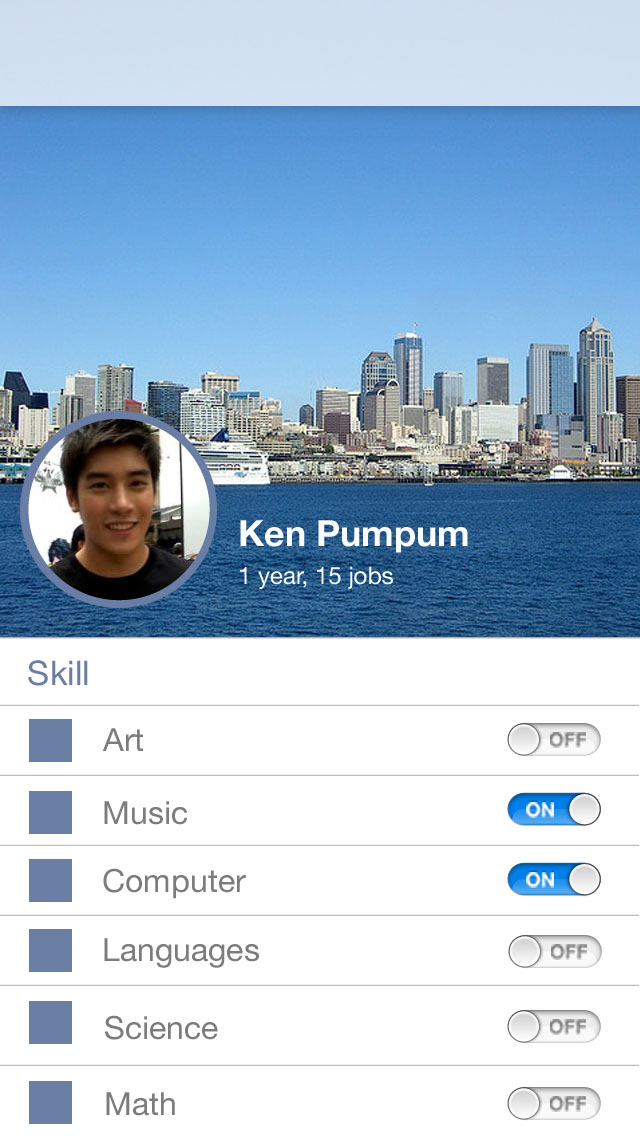 Ken Pumpum
1 year, 15 jobs
Skill
Art OFF
Music ON
Computer ON
Languages OFF
Science OFF
Math OFF